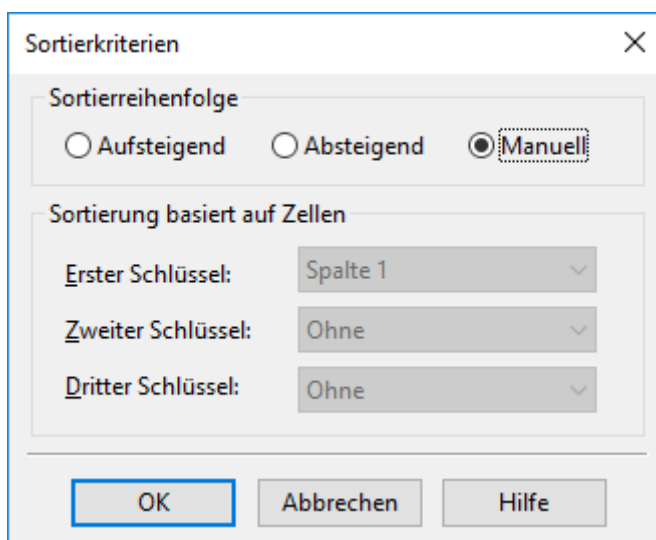 Sortierkriterien
Sortierreihenfolge
Aufsteigend Absteigend Manuell
Sortierung basiert auf Zellen
Erster Schlüssel: Spalte 1
Zweiter Schlüssel: Ohne
Dritter Schlüssel: Ohne
OK Abbrechen Hilfe